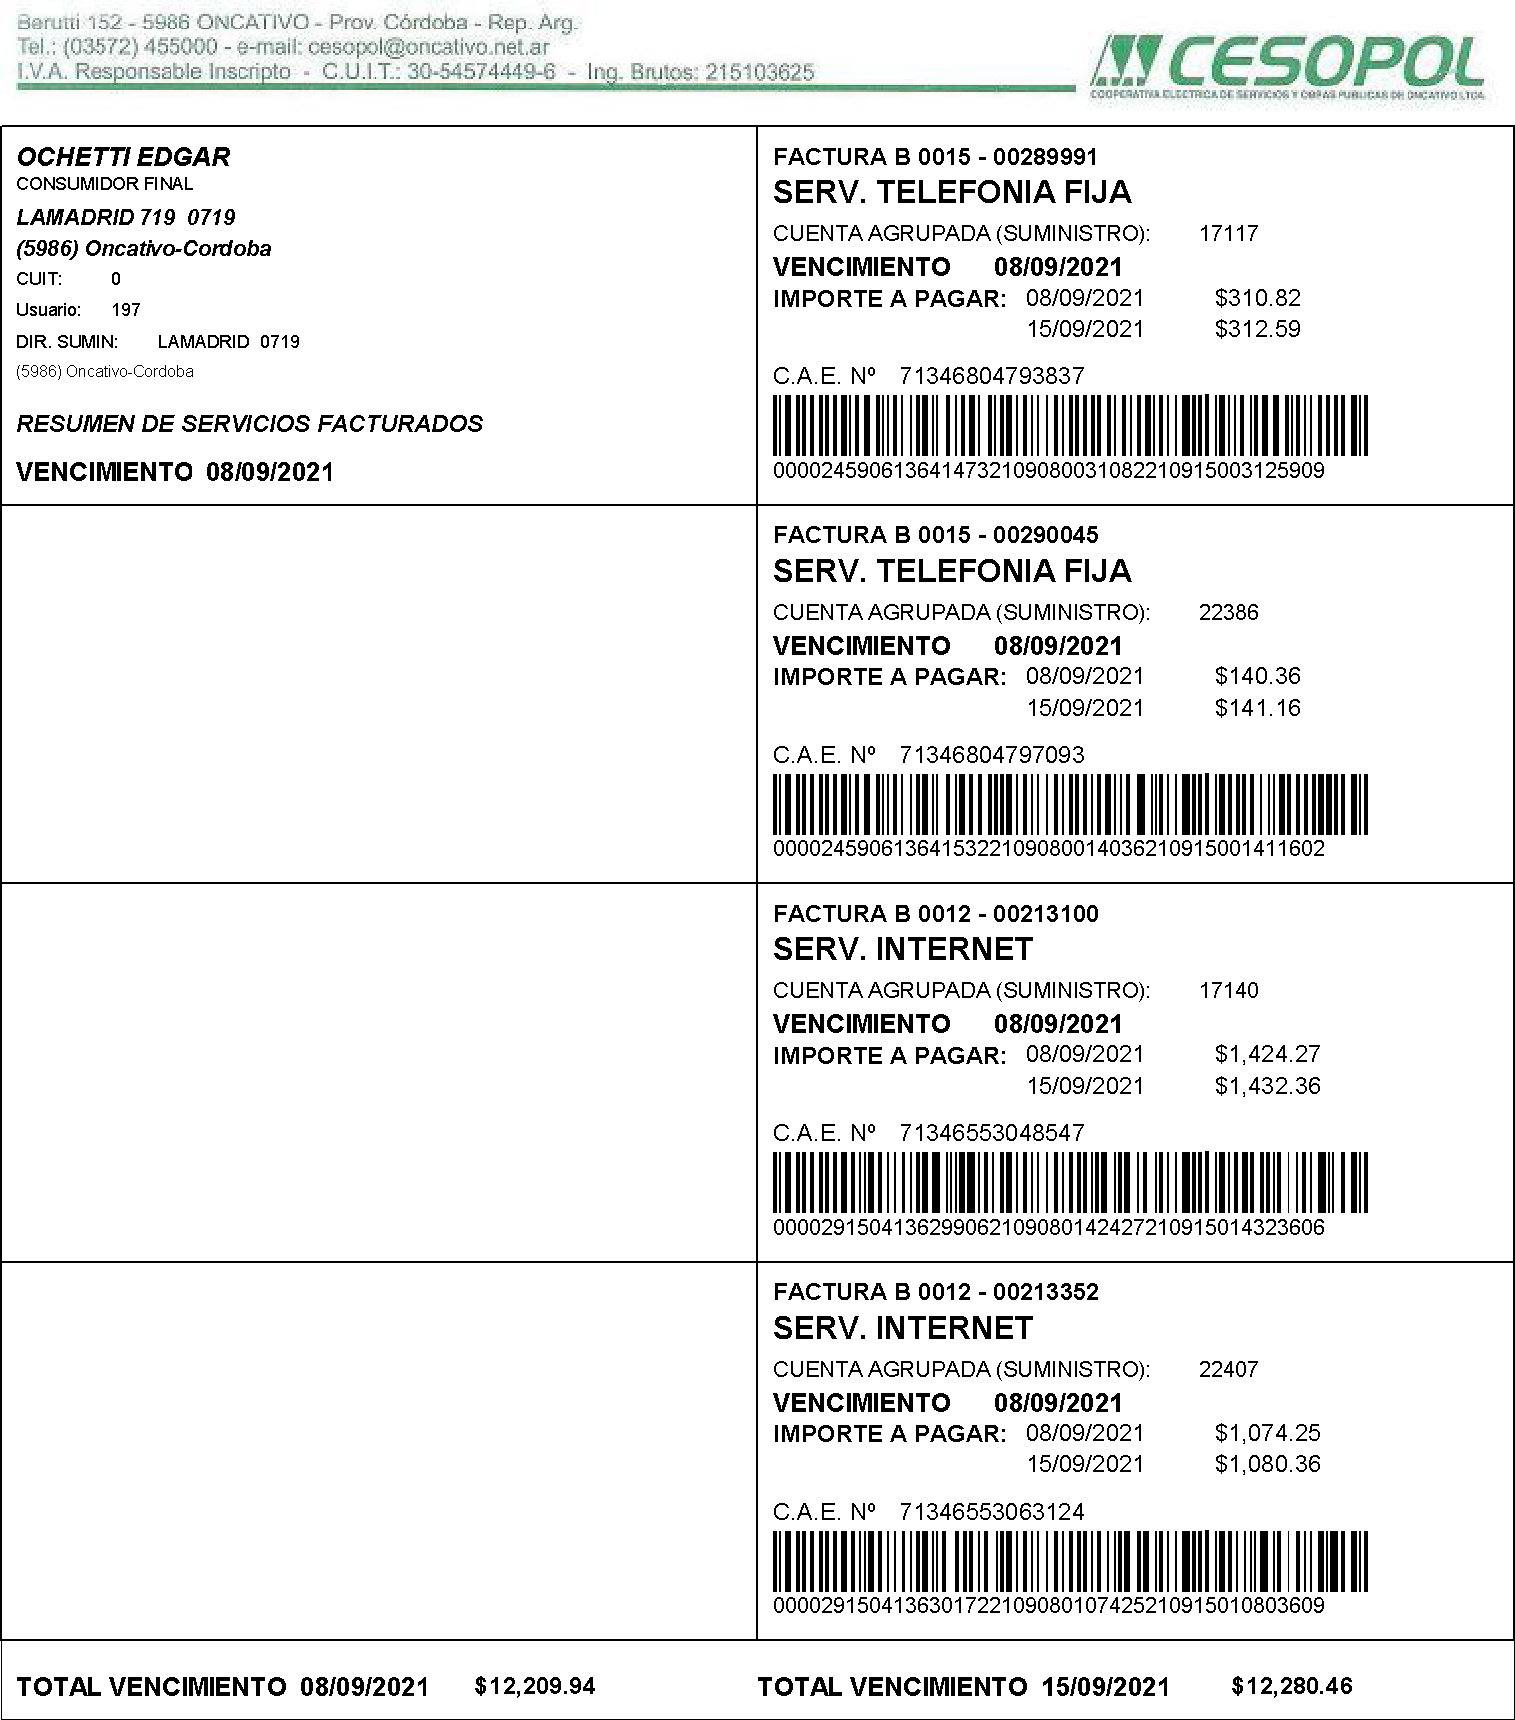 Berutti 152 - 5986 ONCATIVO - Prov. Córdoba - Rep. Arg.
Tel.: (03572) 455000 - e-mail: cesopol@oncativo.net.ar
I.V.A. Responsable Inscripto - C.U.I.T.: 30-54574449-6 - Ing. Brutos: 215103625
CESOPOL
COOPERATIVA ELECTRICA DE SERVICIOS Y OBRAS PUBLICAS DE ONCATIVO LTDA.
OCHETTI EDGAR
CONSUMIDOR FINAL
LAMADRID 719 0719
(5986) Oncativo-Cordoba
CUIT: 0
Usuario: 197
DIR. SUMIN: LAMADRID 0719
(5986) Oncativo-Cordoba
RESUMEN DE SERVICIOS FACTURADOS
VENCIMIENTO 08/09/2021
FACTURA B 0015 - 00289991
SERV. TELEFONIA FIJA
CUENTA AGRUPADA (SUMINISTRO): 17117
VENCIMIENTO 08/09/2021
IMPORTE A PAGAR: 08/09/2021 $310.82
15/09/2021 $312.59
C.A.E. Nº 71346804793837
0000245906136414732109080031082210915003125909
FACTURA B 0015 - 00290045
SERV. TELEFONIA FIJA
CUENTA AGRUPADA (SUMINISTRO): 22386
VENCIMIENTO 08/09/2021
IMPORTE A PAGAR: 08/09/2021 $140.36
15/09/2021 $141.16
C.A.E. Nº 71346804797093
0000245906136415322109080014036210915001411602
FACTURA B 0012 - 00213100
SERV. INTERNET
CUENTA AGRUPADA (SUMINISTRO): 17140
VENCIMIENTO 08/09/2021
IMPORTE A PAGAR: 08/09/2021 $1,424.27
15/09/2021 $1,432.36
C.A.E. Nº 71346553048547
0000291504136299062109080142427210915014323606
FACTURA B 0012 - 00213352
SERV. INTERNET
CUENTA AGRUPADA (SUMINISTRO): 22407
VENCIMIENTO 08/09/2021
IMPORTE A PAGAR: 08/09/2021 $1,074.25
15/09/2021 $1,080.36
C.A.E. Nº 71346553063124
0000291504136301722109080107425210915010803609
TOTAL VENCIMIENTO 08/09/2021 $12,209.94 TOTAL VENCIMIENTO 15/09/2021 $12,280.46